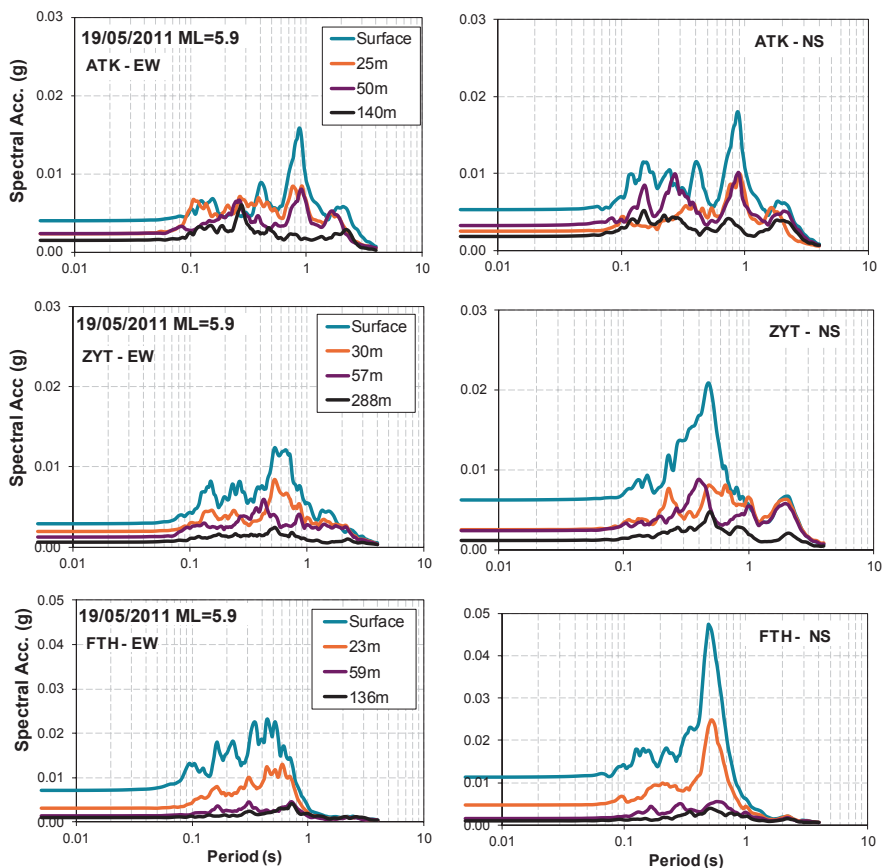 0.03
19/05/2011 ML=5.9
ATK - EW
Surface
25m
50m
140m
0.02
0.01
0.00
Spectral Acc. (g)
0.01
0.1
1
10
0.03
ATK - NS
0.02
0.01
0.00
0.01
0.1
1
10
0.03
19/05/2011 ML=5.9
ZYT - EW
Surface
30m
57m
288m
0.02
0.01
0.00
Spectral Acc (g)
0.01
0.1
1
10
0.03
ZYT - NS
0.02
0.01
0.00
0.01
0.1
1
10
0.05
19/05/2011 ML=5.9
FTH - EW
Surface
23m
59m
136m
0.04
0.03
0.02
0.01
0.00
Spectral Acc. (g)
0.01
0.1
1
10
Period (s)
0.05
FTH - NS
0.04
0.03
0.02
0.01
0.00
0.01
0.1
1
10
Period (s)